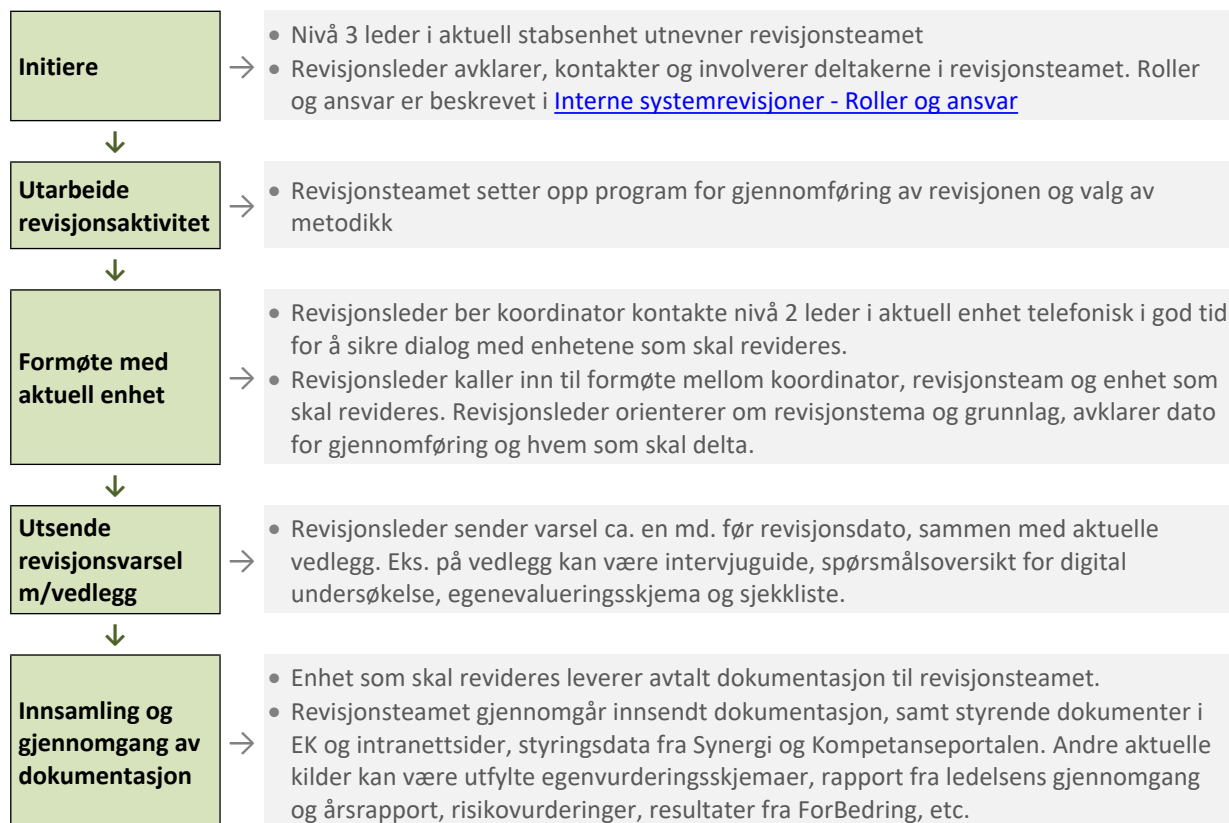 Initiere
→
• Nivå 3 leder i aktuell stabsenhet utnevner revisjonsteamet
• Revisjonsleder avklarer, kontakter og involverer deltakerne i revisjonsteamet. Roller
og ansvar er beskrevet i Interne systemrevisjoner - Roller og ansvar
↓
Utarbeide
revisjonsaktivitet
→
• Revisjonsteamet setter opp program for gjennomføring av revisjonen og valg av
metodikk
↓
Formøte med
aktuell enhet
→
• Revisjonsleder ber koordinator kontakte nivå 2 leder i aktuell enhet telefonisk i god tid
for å sikre dialog med enhetene som skal revideres.
• Revisjonsleder kaller inn til formøte mellom koordinator, revisjonsteam og enhet som
skal revideres. Revisjonsleder orienterer om revisjonstema og grunnlag, avklarer dato
for gjennomføring og hvem som skal delta.
↓
Utsende
revisjonsvarsel
m/vedlegg
→
• Revisjonsleder sender varsel ca. en md. før revisjonsdato, sammen med aktuelle
vedlegg. Eks. på vedlegg kan være intervjuguide, spørsmålsoversikt for digital
undersøkelse, egenevalueringsskjema og sjekkliste.
↓
Innsamling og
gjennomgang av
dokumentasjon
→
• Enhet som skal revideres leverer avtalt dokumentasjon til revisjonsteamet.
• Revisjonsteamet gjennomgår innsendt dokumentasjon, samt styrende dokumenter i
EK og intranettsider, styringsdata fra Synergi og Kompetanseportalen. Andre aktuelle
kilder kan være utfylte egenvurderingsskjemaer, rapport fra ledelsens gjennomgang
og årsrapport, risikovurderinger, resultater fra ForBedring, etc.